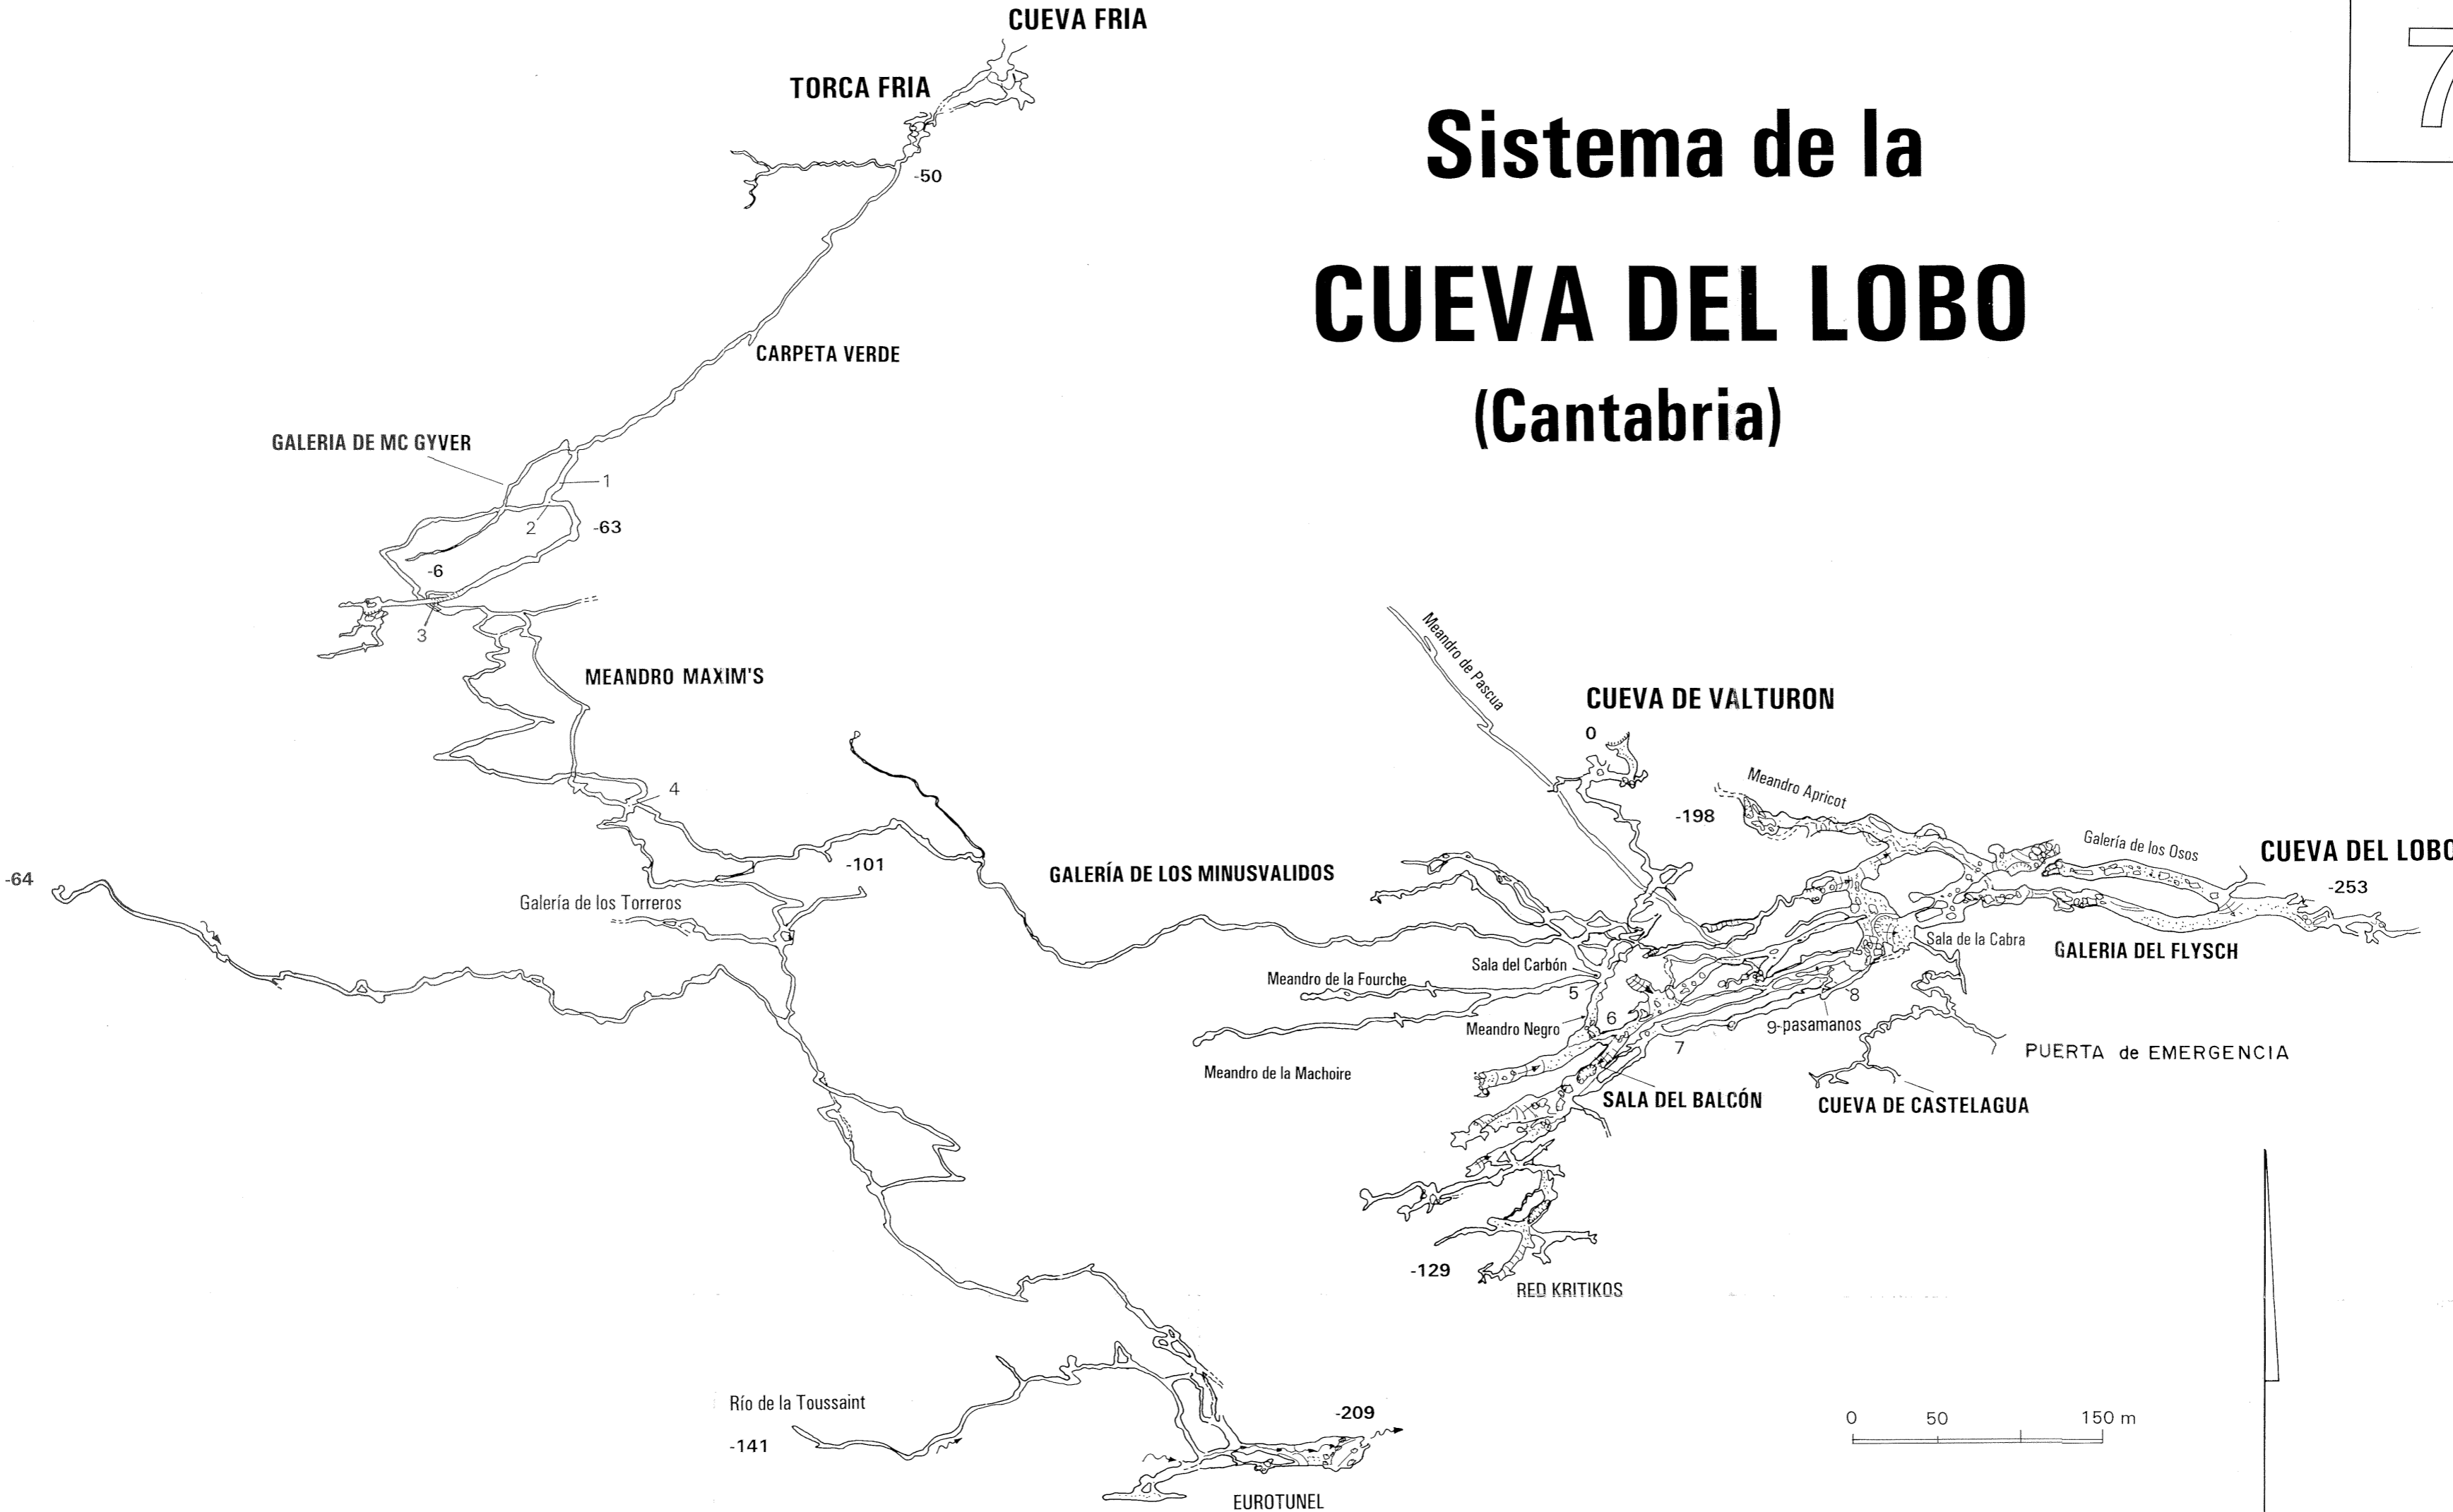 CUEVA FRIA
TORCA FRIA
7
Sistema de la
-50
CUEVA DEL LOBO
CARPETA VERDE
(Cantabria)
GALERIA DE MC GYVER
1
2
-63
-6
3
Meandro de Pascua
MEANDRO MAXIM'S
CUEVA DE VALTURON
0
Meandro Apricot
4
-198
Galería de los Osos
CUEVA DEL LOBO
-101
-64
GALERÍA DE LOS MINUSVALIDOS
-253
Galería de los Torreros
Sala de la Cabra
GALERIA DEL FLYSCH
Sala del Carbón
Meandro de la Fourche
5
8
6
Meandro Negro
9-pasamanos
7
PUERTA de EMERGENCIA
Meandro de la Machoire
SALA DEL BALCÓN
CUEVA DE CASTELAGUA
-129
RED KRITIKOS
Río de la Toussaint
-209
0 50 150 m
-141
EUROTUNEL